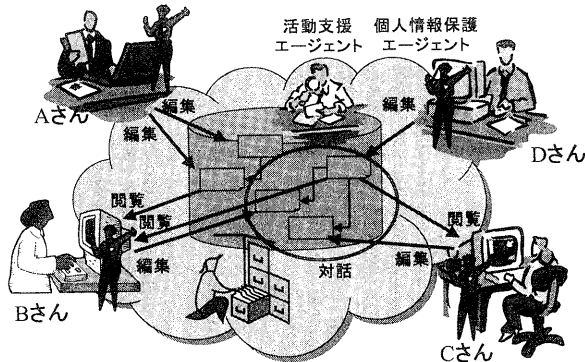 活動支援
エージェント
個人情報保護
エージェント
Aさん
編集
編集
編集
Dさん
閲覧
閲覧
編集
Bさん
対話
閲覧
編集
Cさん